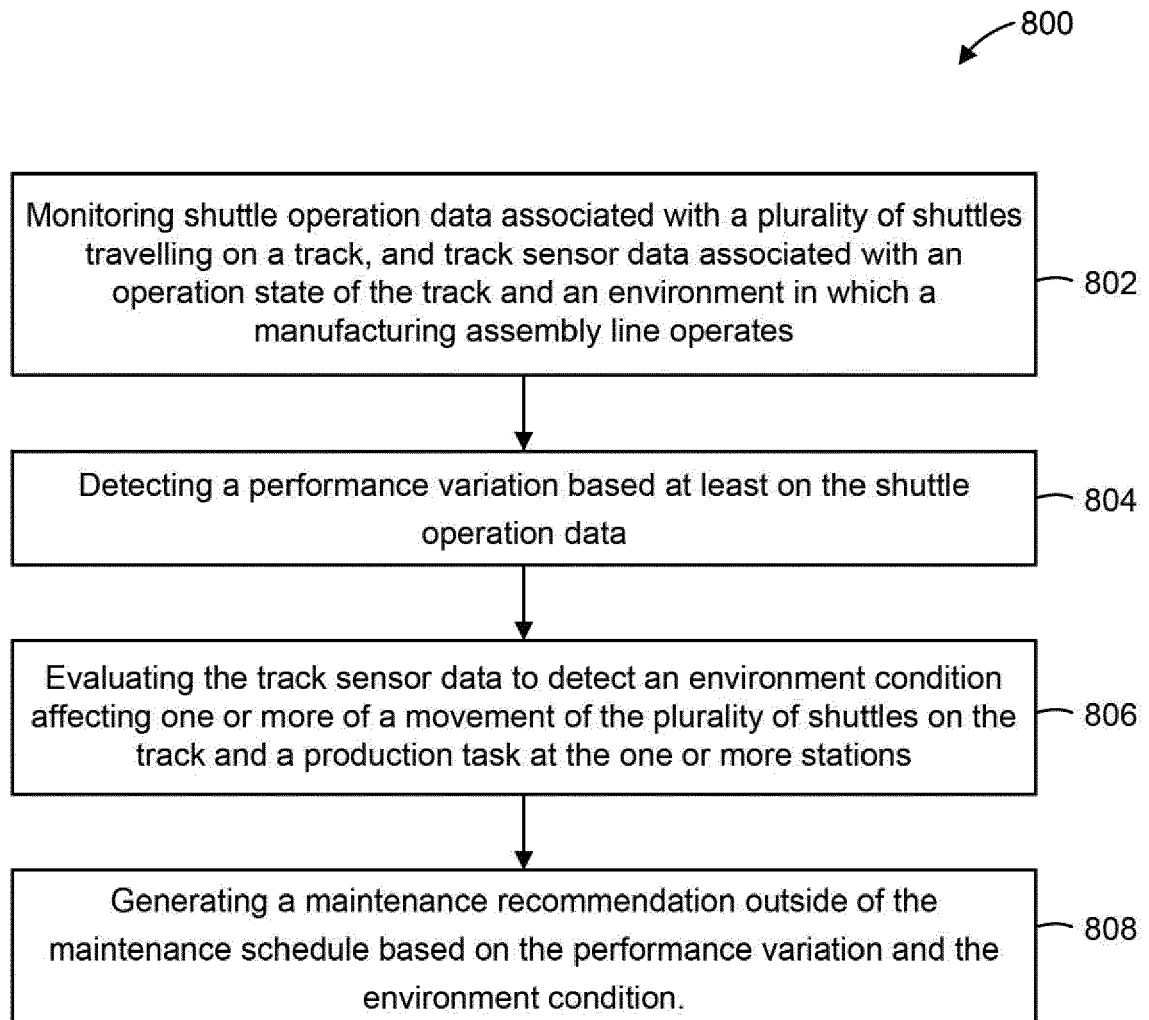 800
Monitoring shuttle operation data associated with a plurality of shuttles
travelling on a track, and track sensor data associated with an
operation state of the track and an environment in which a
manufacturing assembly line operates
802
Detecting a performance variation based at least on the shuttle
operation data
804
Evaluating the track sensor data to detect an environment condition
affecting one or more of a movement of the plurality of shuttles on the
track and a production task at the one or more stations
806
Generating a maintenance recommendation outside of the
maintenance schedule based on the performance variation and the
environment condition.
808